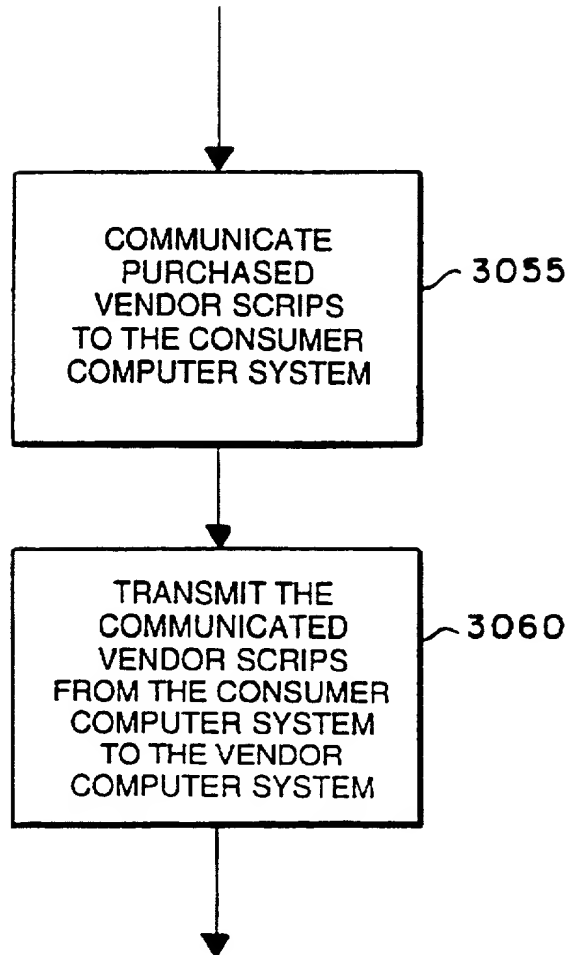 COMMUNICATE
PURCHASED
VENDOR SCRIPS
TO THE CONSUMER
COMPUTER SYSTEM
3055
TRANSMIT THE
COMMUNICATED
VENDOR SCRIPS
FROM THE CONSUMER
COMPUTER SYSTEM
TO THE VENDOR
COMPUTER SYSTEM
3060